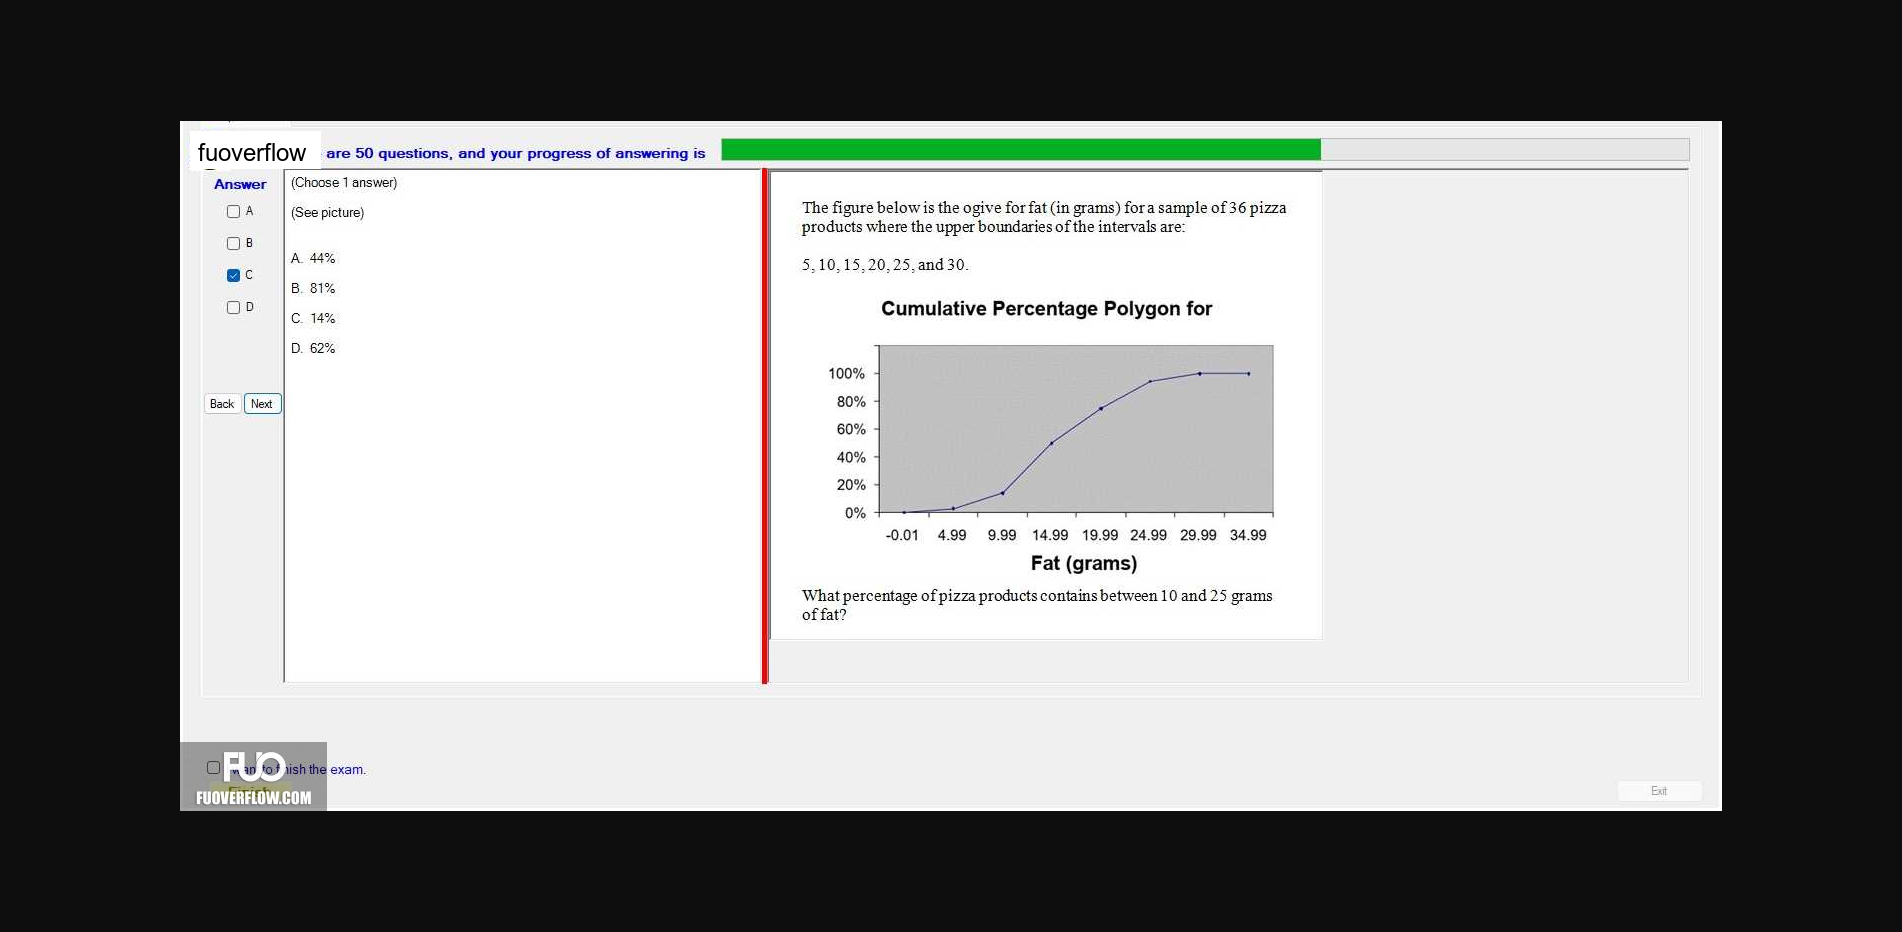 fuoverflow are 50 questions, and your progress of answering is
Answer
A
B
C
D
Back Next
(Choose 1 answer)
(See picture)
A. 44%
B. 81%
C. 14%
D. 62%
The figure below is the ogive for fat (in grams) for a sample of 36 pizza
products where the upper boundaries of the intervals are:
5, 10, 15, 20, 25, and 30.
Cumulative Percentage Polygon for
100%
80%
60%
40%
20%
0%
-0.01 4.99 9.99 14.99 19.99 24.99 29.99 34.99
Fat (grams)
What percentage of pizza products contains between 10 and 25 grams
of fat?
the exam.
FUO
FUOVERFLOW.COM
Exit